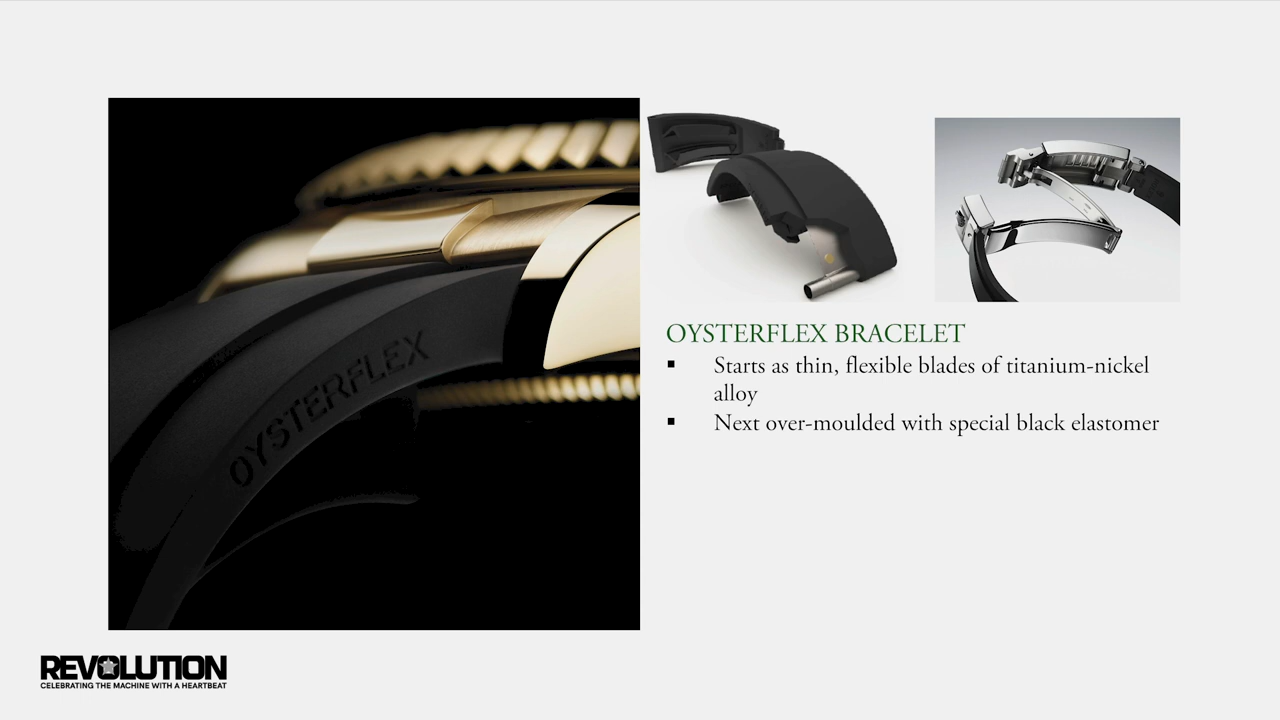 OYSTERFLEX
OYSTERFLEX BRACELET
▪ Starts as thin, flexible blades of titanium-nickel
alloy
▪ Next over-moulded with special black elastomer
REVOLUTION
CELEBRATING THE MACHINE WITH A HEARTBEAT